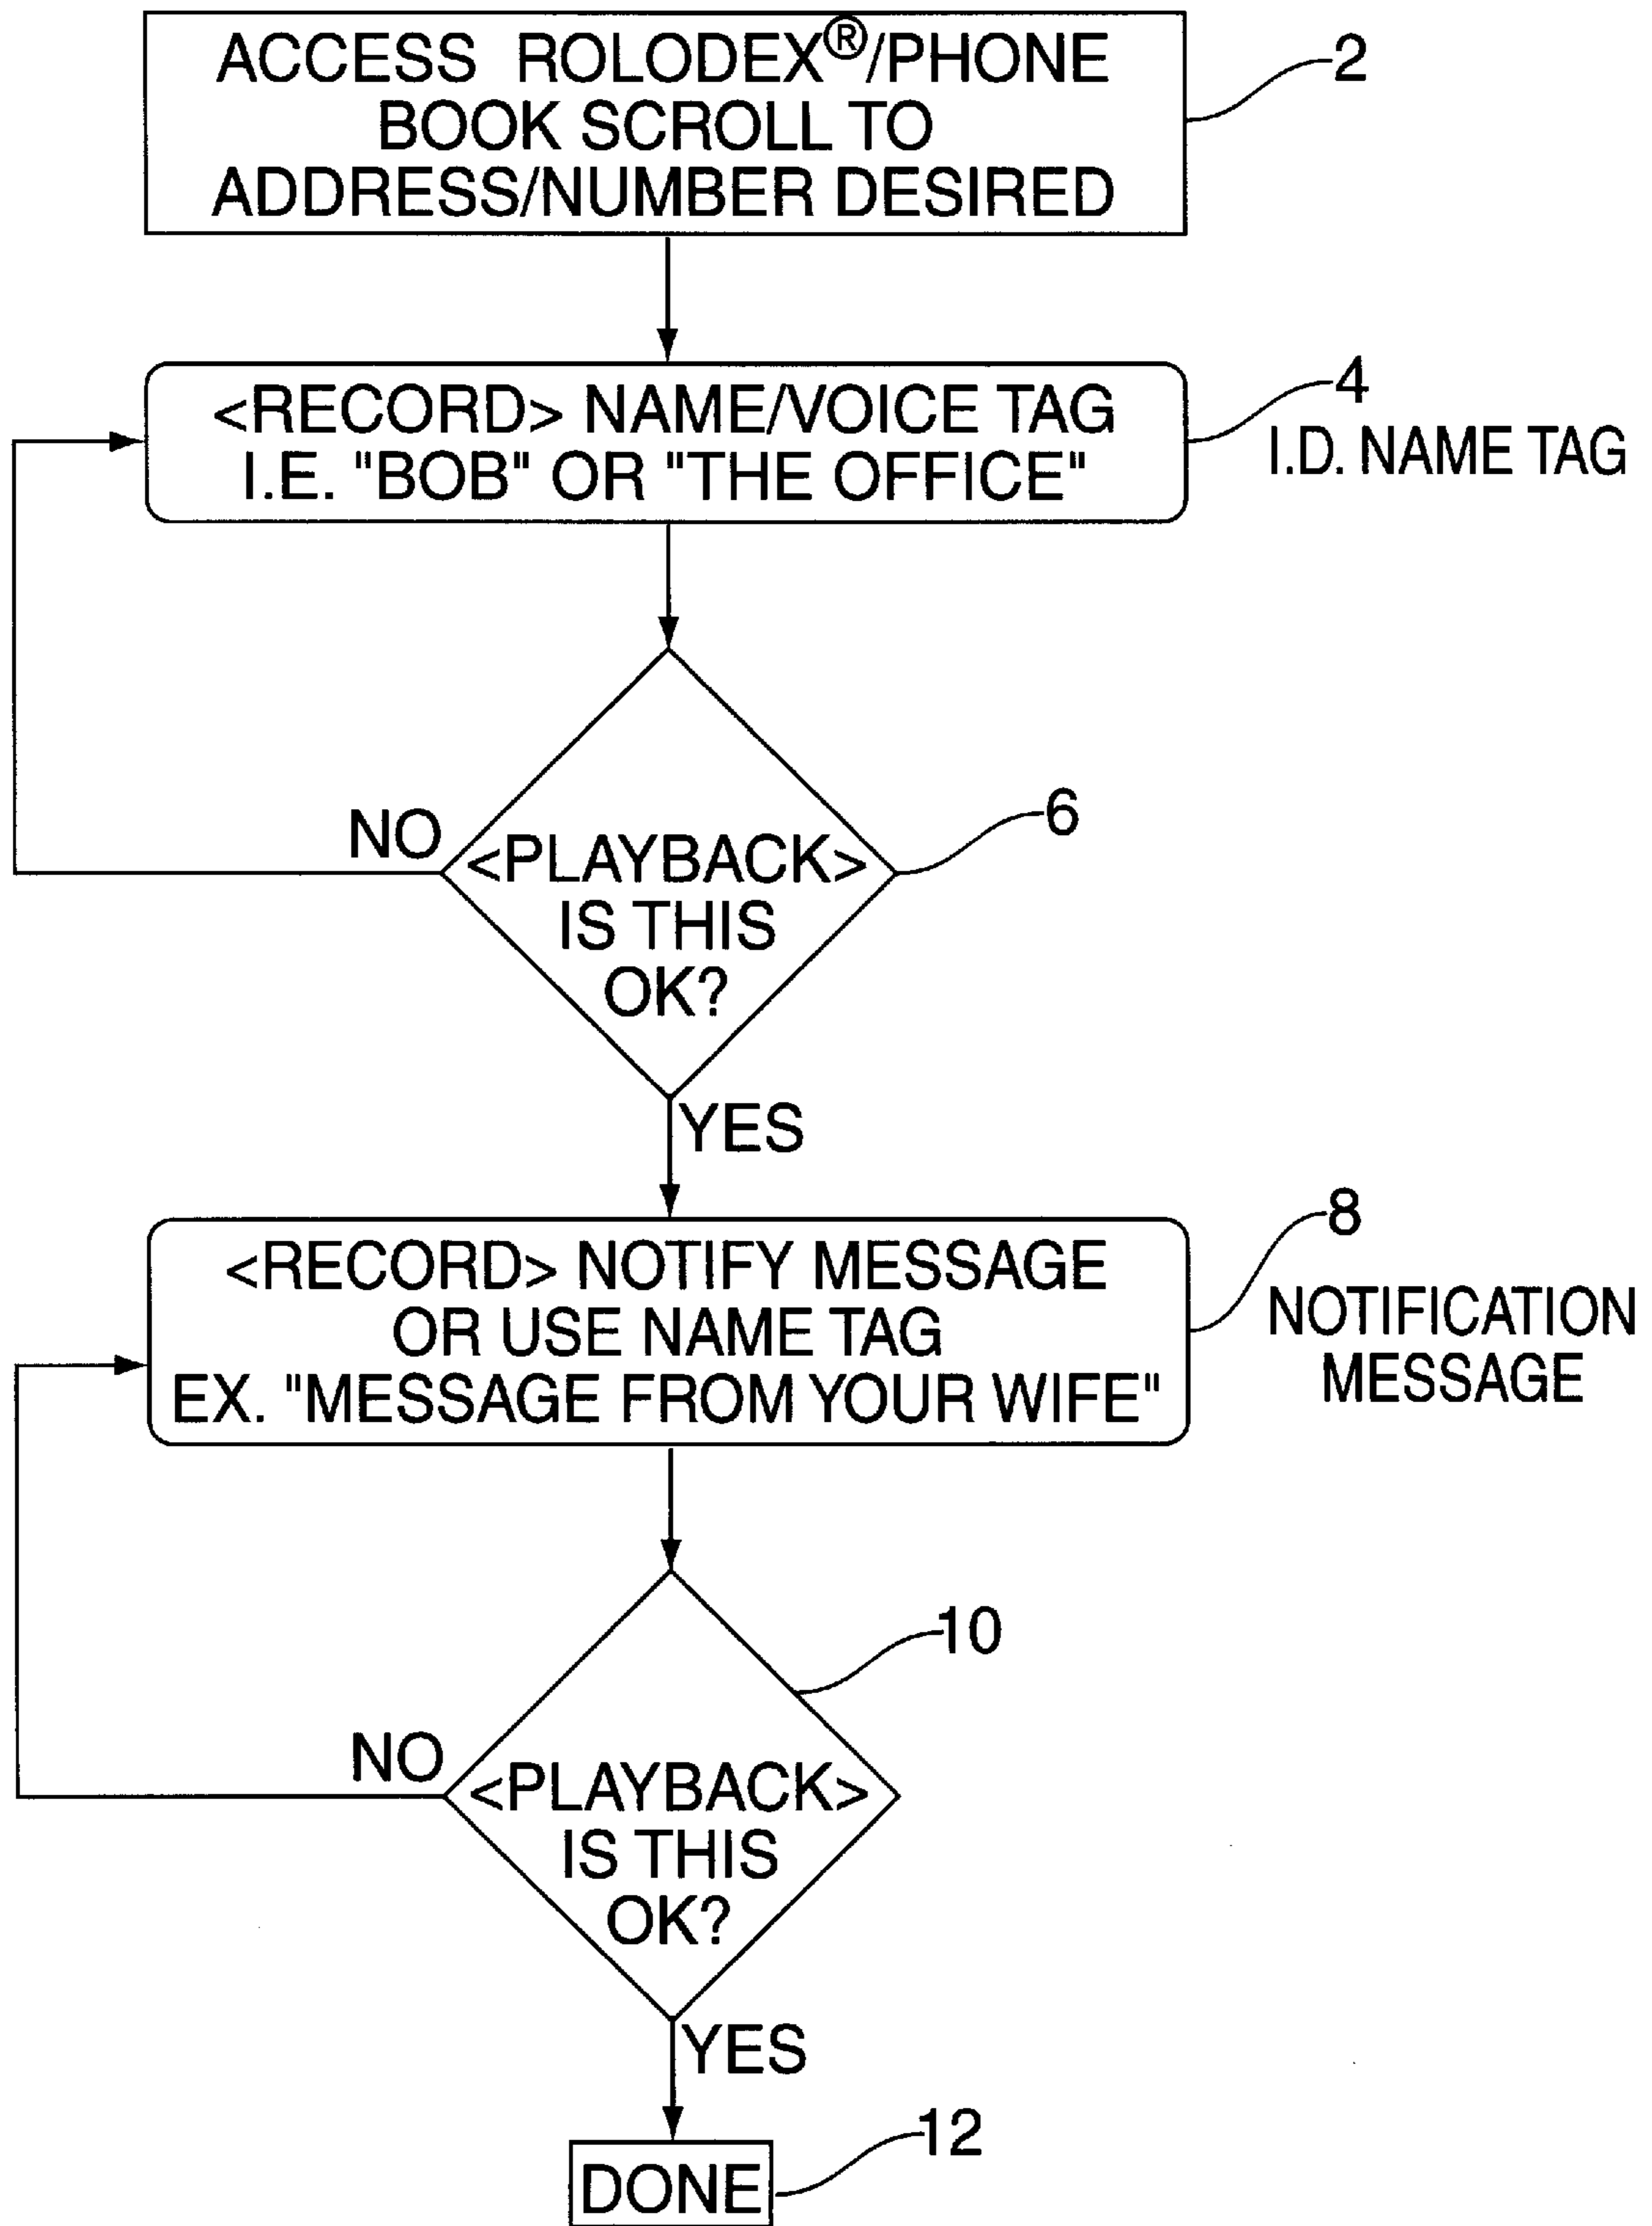 ACCESS ROLODEX®/PHONE
BOOK SCROLL TO
ADDRESS/NUMBER DESIRED
2
<RECORD> NAME/VOICE TAG
I.E. "BOB" OR "THE OFFICE"
4
I.D. NAME TAG
<PLAYBACK>
IS THIS
OK?
6
NO
YES
<RECORD> NOTIFY MESSAGE
OR USE NAME TAG
EX. "MESSAGE FROM YOUR WIFE"
8
NOTIFICATION
MESSAGE
<PLAYBACK>
IS THIS
OK?
10
NO
YES
DONE
12